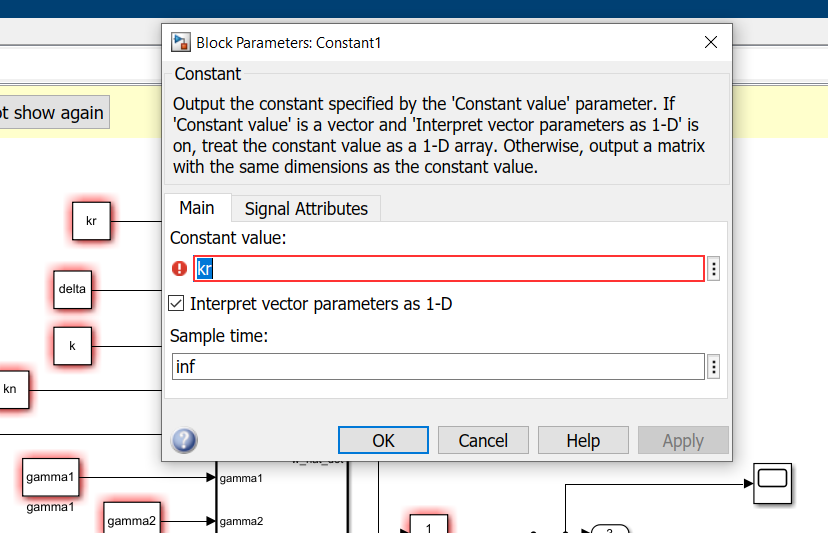 Block Parameters: Constant1
Constant
Output the constant specified by the 'Constant value' parameter. If
'Constant value' is a vector and 'Interpret vector parameters as 1-D' is
on, treat the constant value as a 1-D array. Otherwise, output a matrix
with the same dimensions as the constant value.
show again
Main
Signal Attributes
Constant value:
kr
Interpret vector parameters as 1-D
Sample time:
inf
OK
Cancel
Help
Apply
kr
delta
k
kn
gamma1
gamma1
gamma1
gamma2
gamma2
1